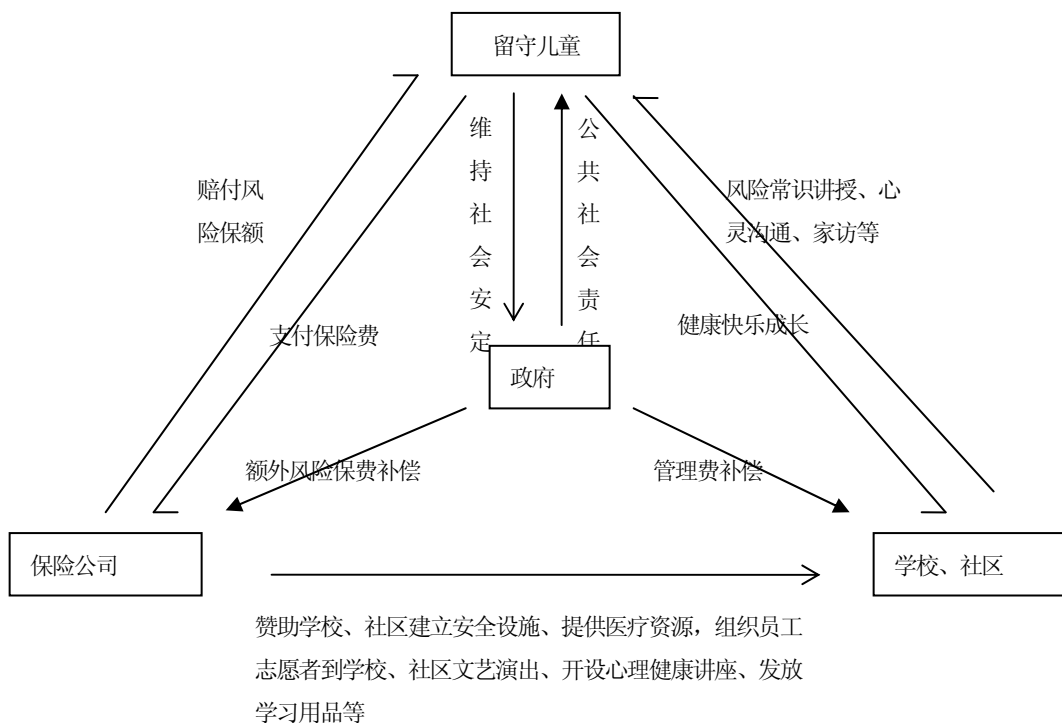 留守儿童
维持社会安定
公共社会责任
赔付风
险保额
风险常识讲授、心
灵沟通、家访等
支付保险费
健康快乐成长
政府
额外风险保费补偿
管理费补偿
保险公司
学校、社区
赞助学校、社区建立安全设施、提供医疗资源，组织员工
志愿者到学校、社区文艺演出、开设心理健康讲座、发放
学习用品等